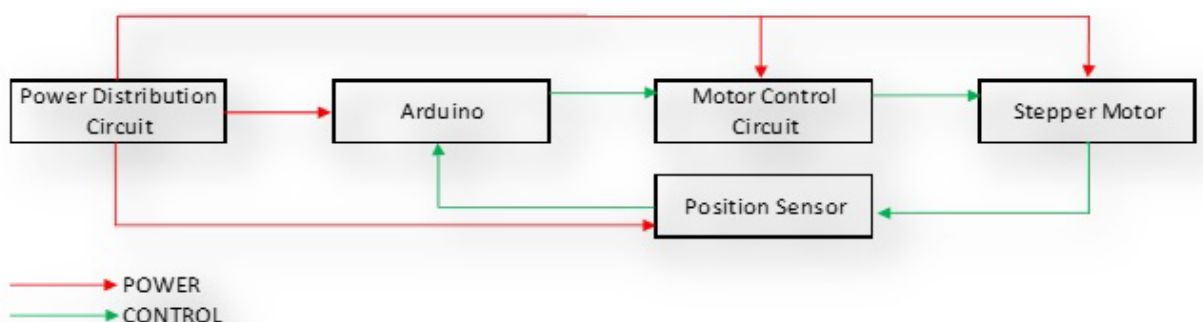 Power Distribution
Circuit
Arduino
Motor Control
Circuit
Stepper Motor
Position Sensor
POWER
CONTROL